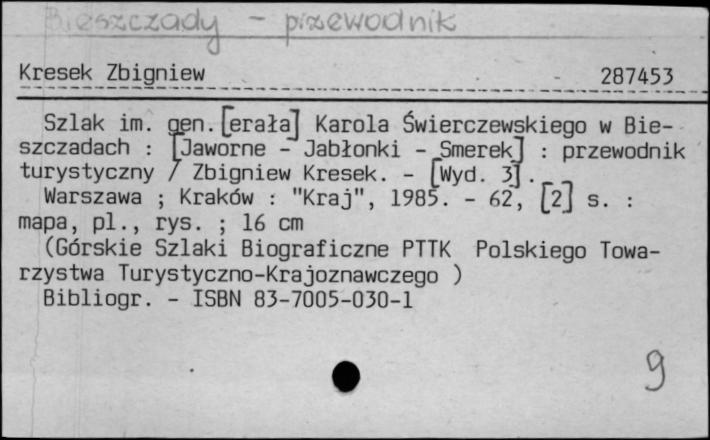 Bieszczady - przewodnik
Kresek Zbigniew 287453
Szlak im. gen. [erała] Karola Świerczewskiego w Bie-
szczadach : [Jaworne - Jabłonki - Smerek] : przewodnik
turystyczny / Zbigniew Kresek. - [Wyd. 3].
Warszawa ; Kraków : "Kraj", 1985. - 62, [2] s. :
mapa, pl., rys. ; 16 cm
(Górskie Szlaki Biograficzne PTTK Polskiego Towa-
rzystwa Turystyczno-Krajoznawczego )
Bibliogr. - ISBN 83-7005-030-1
9